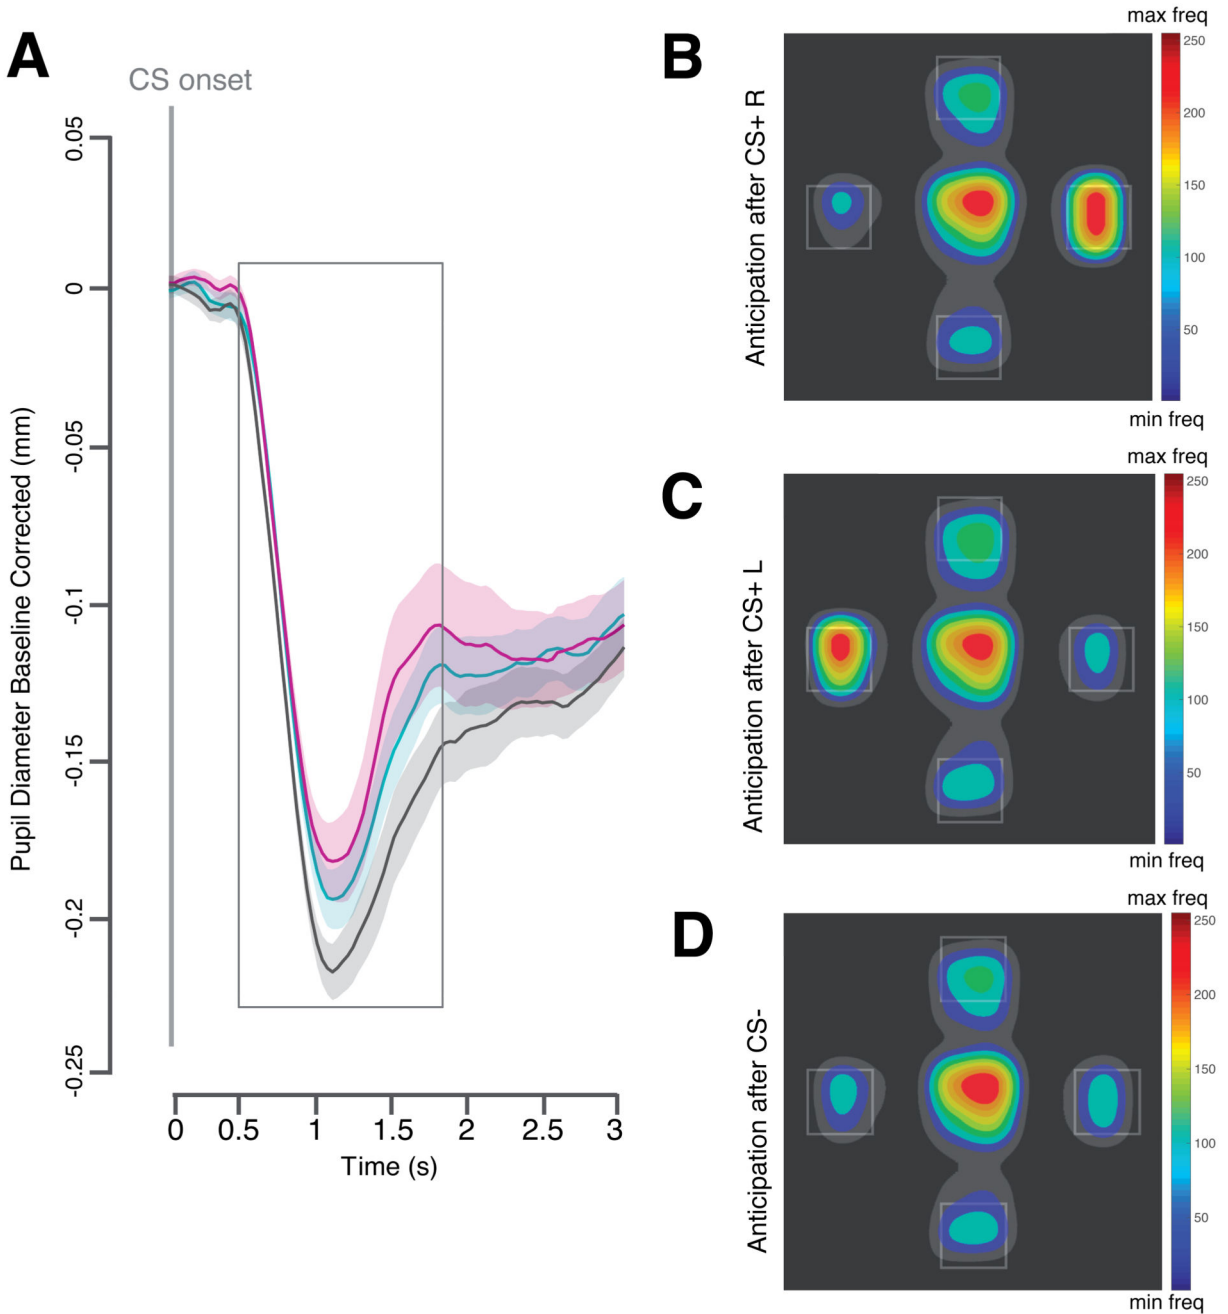 A
CS onset
0.05
0
-0.05
-0.1
-0.15
-0.2
-0.25
Pupil Diameter Baseline Corrected (mm)
0 0.5 1 1.5 2 2.5 3
Time (s)
B
Anticipation after CS+ R
max freq
250
200
150
100
50
min freq
C
Anticipation after CS+ L
max freq
250
200
150
100
50
min freq
D
Anticipation after CS-
max freq
250
200
150
100
50
min freq